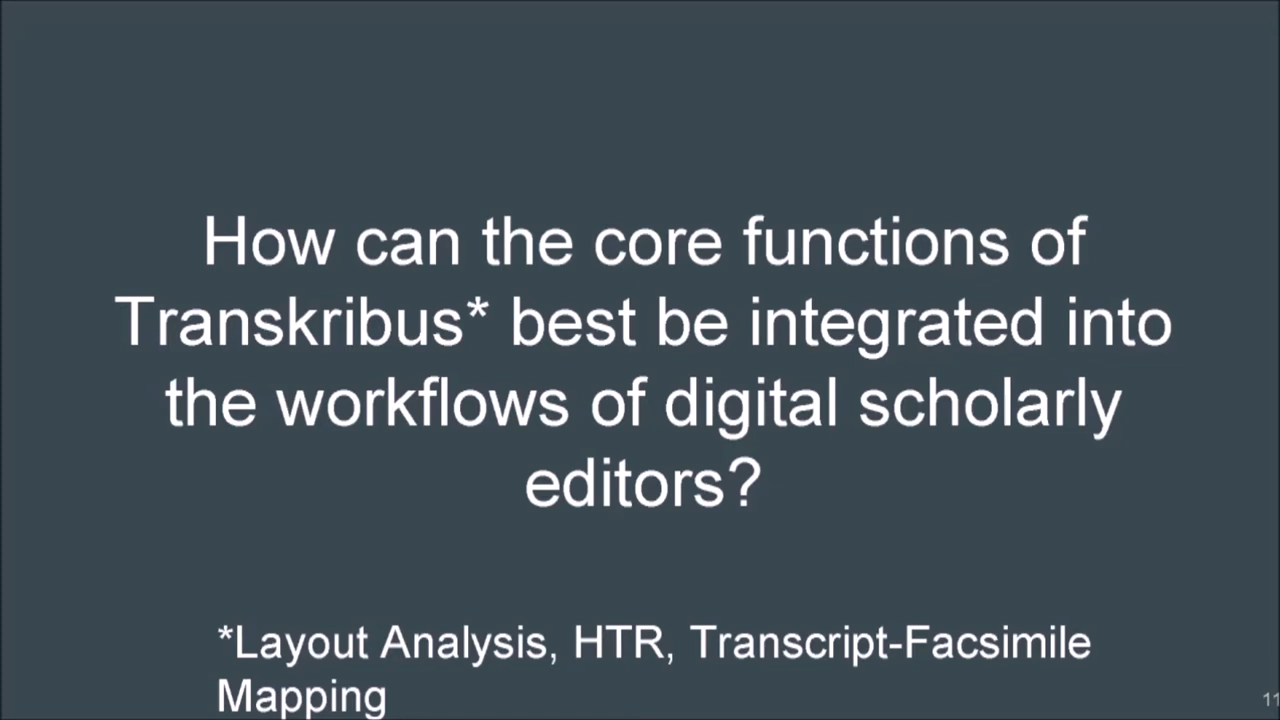 How can the core functions of
Transkribus* best be integrated into
the workflows of digital scholarly
editors?
*Layout Analysis, HTR, Transcript-Facsimile
Mapping
11